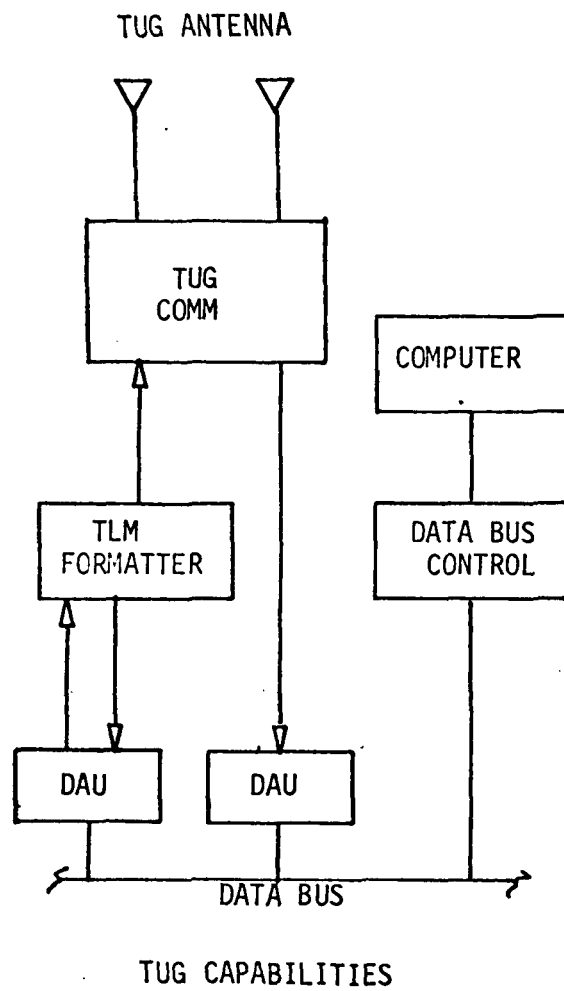 TUG ANTENNA
TUG
COMM
COMPUTER
TLM
FORMATTER
DATA BUS
CONTROL
DAU
DAU
DATA BUS
TUG CAPABILITIES